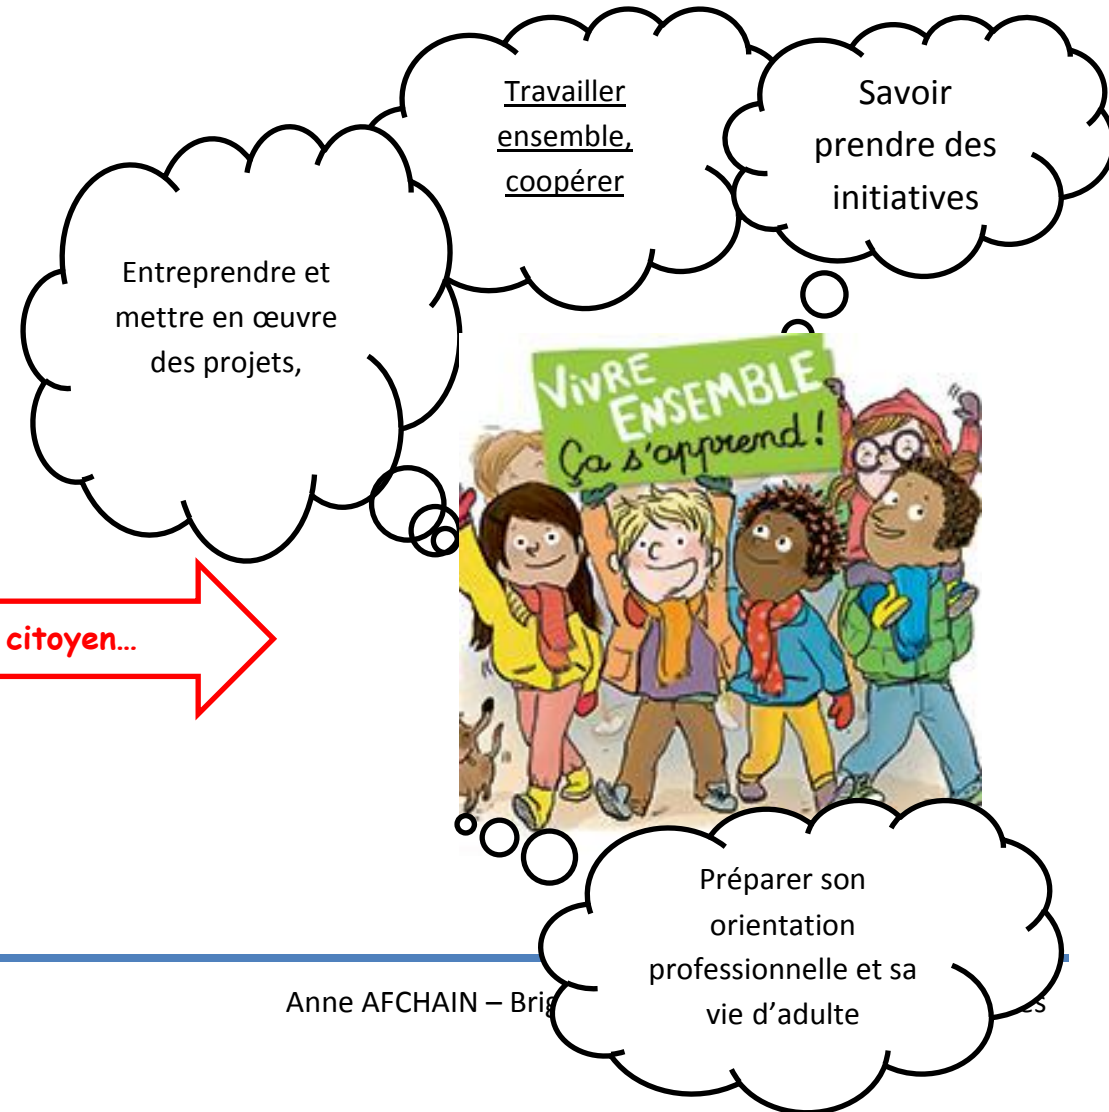 Travailler
ensemble,
coopérer
Savoir
prendre des
initiatives
Entreprendre et
mettre en œuvre
des projets,
VIVRE
ENSEMBLE
Ça s'apprend !
citoyen…
Préparer son
orientation
professionnelle et sa
vie d'adulte
Anne AFCHAIN –